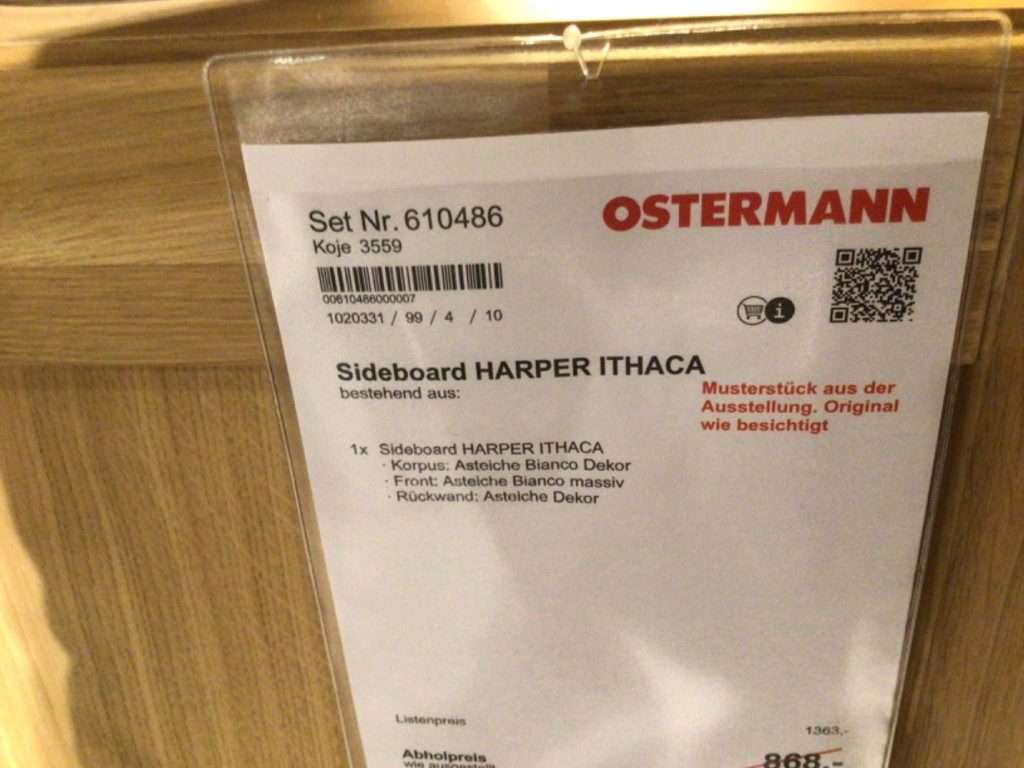 Set Nr. 610486
OSTERMANN
Koje 3559
00610486000007
1020331 / 99 / 4 / 10
i
Sideboard HARPER ITHACA
bestehend aus:
Musterstück aus der
Ausstellung. Original
wie besichtigt
1x Sideboard HARPER ITHACA
· Korpus: Asteiche Bianco Dekor
· Front: Asteiche Bianco massiv
· Rückwand: Asteiche Dekor
Listenpreis 1363,-
Abholpreis 868,-
wie ausgestellt